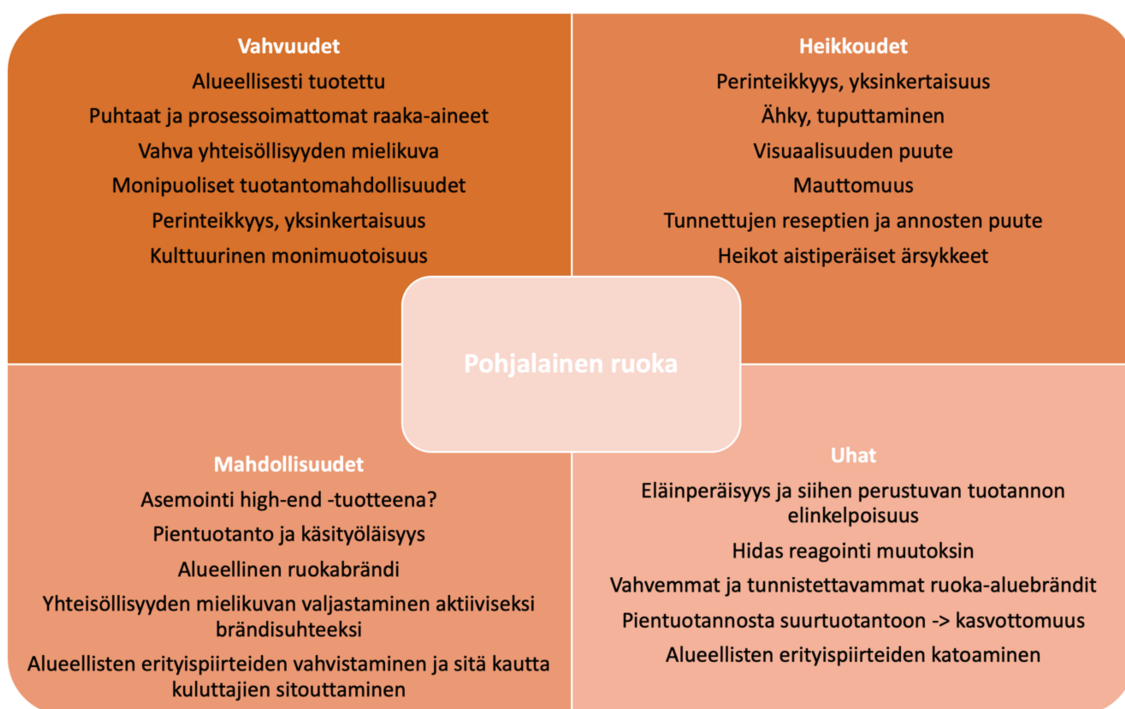 Vahvuudet
Alueellisesti tuotettu
Puhtaat ja prosessoimattomat raaka-aineet
Vahva yhteisöllisyyden mielikuva
Monipuoliset tuotantomahdollisuudet
Perinteikkyys, yksinkertaisuus
Kulttuurinen monimuotoisuus
Heikkoudet
Perinteikkyys, yksinkertaisuus
Ähky, tuputtaminen
Visuaalisuuden puute
Mauttomuus
Tunnettujen reseptien ja annosten puute
Heikot aistiperäiset ärsykkeet
Pohjalainen ruoka
Mahdollisuudet
Asemointi high-end -tuotteena?
Pientuotanto ja käsityöläisyys
Alueellinen ruokabrändi
Yhteisöllisyyden mielikuvan valjastaminen aktiiviseksi
brändisuhteeksi
Alueellisten erityispiirteiden vahvistaminen ja sitä kautta
kuluttajien sitouttaminen
Uhat
Eläinperäisyys ja siihen perustuvan tuotannon
elinkelpoisuus
Hidas reagointi muutoksin
Vahvemmat ja tunnistettavammat ruoka-aluebrändit
Pientuotannosta suurtuotantoon -> kasvottomuus
Alueellisten erityispiirteiden katoaminen